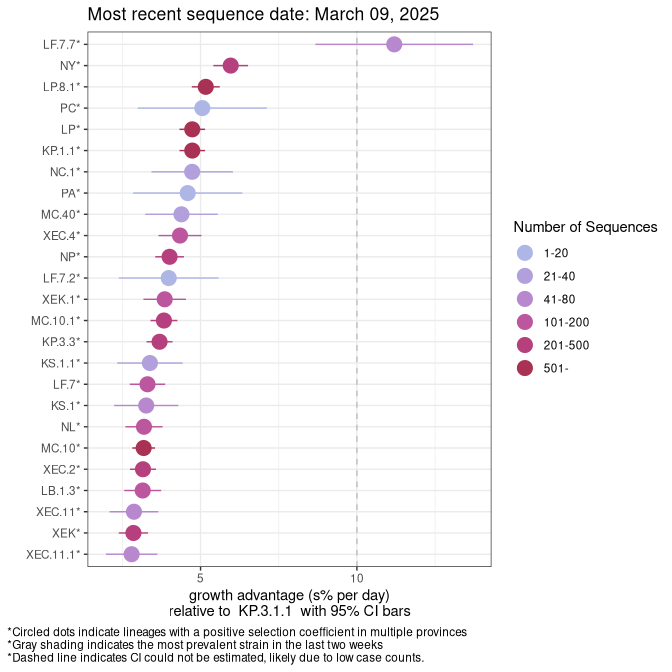 Most recent sequence date: March 09, 2025
LF.7.7*
NY*
LP.8.1*
PC*
LP*
KP.1.1*
NC.1*
PA*
MC.40*
XEC.4*
NP*
LF.7.2*
XEK.1*
MC.10.1*
KP.3.3*
KS.1.1*
LF.7*
KS.1*
NL*
MC.10*
XEC.2*
LB.1.3*
XEC.11*
XEK*
XEC.11.1*
5 10
growth advantage (s% per day)
relative to KP.3.1.1 with 95% CI bars
Number of Sequences
1-20
21-40
41-80
101-200
201-500
501-
*Circled dots indicate lineages with a positive selection coefficient in multiple provinces
*Gray shading indicates the most prevalent strain in the last two weeks
*Dashed line indicates CI could not be estimated, likely due to low case counts.